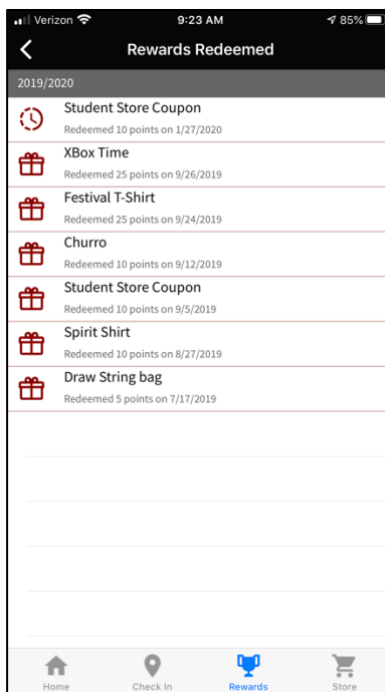 Verizon 9:23 AM 85%
Rewards Redeemed
2019/2020
Student Store Coupon
Redeemed 10 points on 1/27/2020
XBox Time
Redeemed 25 points on 9/26/2019
Festival T-Shirt
Redeemed 25 points on 9/24/2019
Churro
Redeemed 10 points on 9/12/2019
Student Store Coupon
Redeemed 10 points on 9/5/2019
Spirit Shirt
Redeemed 10 points on 8/27/2019
Draw String bag
Redeemed 5 points on 7/17/2019
Home Check In Rewards Store